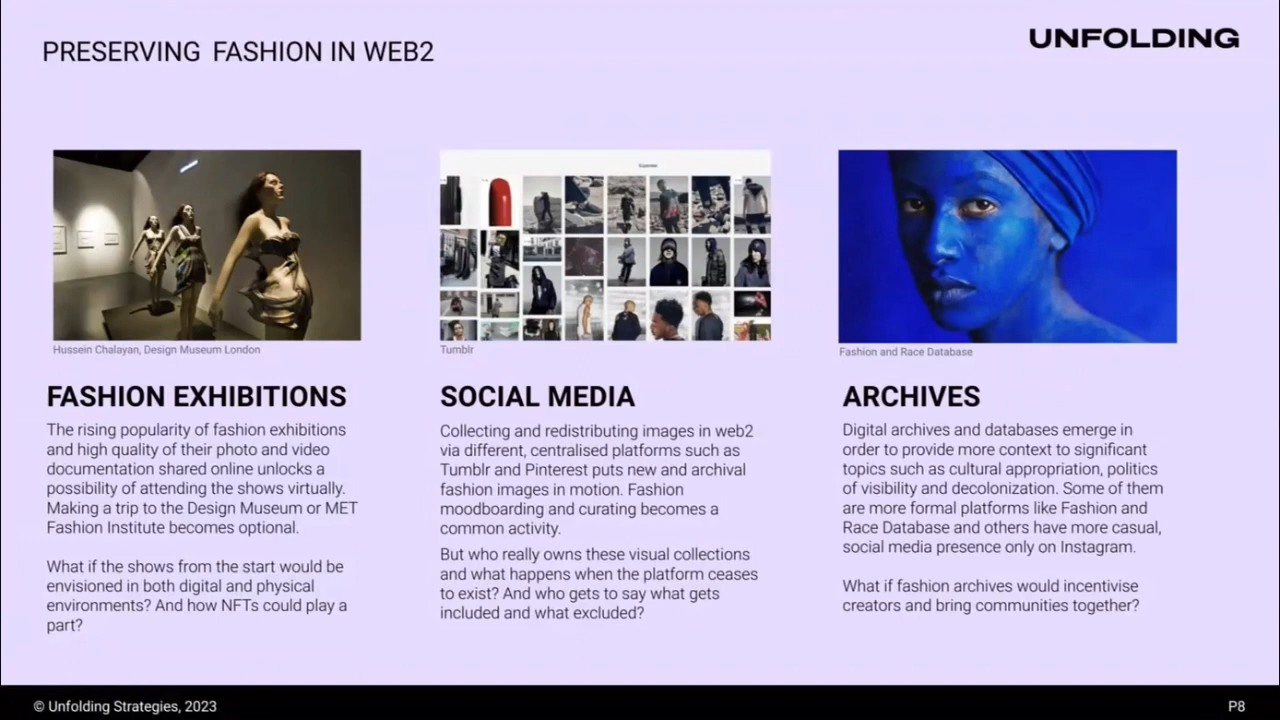 PRESERVING FASHION IN WEB2
UNFOLDING
Hussein Chalayan, Design Museum London
FASHION EXHIBITIONS
The rising popularity of fashion exhibitions
and high quality of their photo and video
documentation shared online unlocks a
possibility of attending the shows virtually.
Making a trip to the Design Museum or MET
Fashion Institute becomes optional.
What if the shows from the start would be
envisioned in both digital and physical
environments? And how NFTs could play a
part?
Tumblr
SOCIAL MEDIA
Collecting and redistributing images in web2
via different, centralised platforms such as
Tumblr and Pinterest puts new and archival
fashion images in motion. Fashion
moodboarding and curating becomes a
common activity.
But who really owns these visual collections
and what happens when the platform ceases
to exist? And who gets to say what gets
included and what excluded?
Fashion and Race Database
ARCHIVES
Digital archives and databases emerge in
order to provide more context to significant
topics such as cultural appropriation, politics
of visibility and decolonization. Some of them
are more formal platforms like Fashion and
Race Database and others have more casual,
social media presence only on Instagram.
What if fashion archives would incentivise
creators and bring communities together?
© Unfolding Strategies, 2023
P8